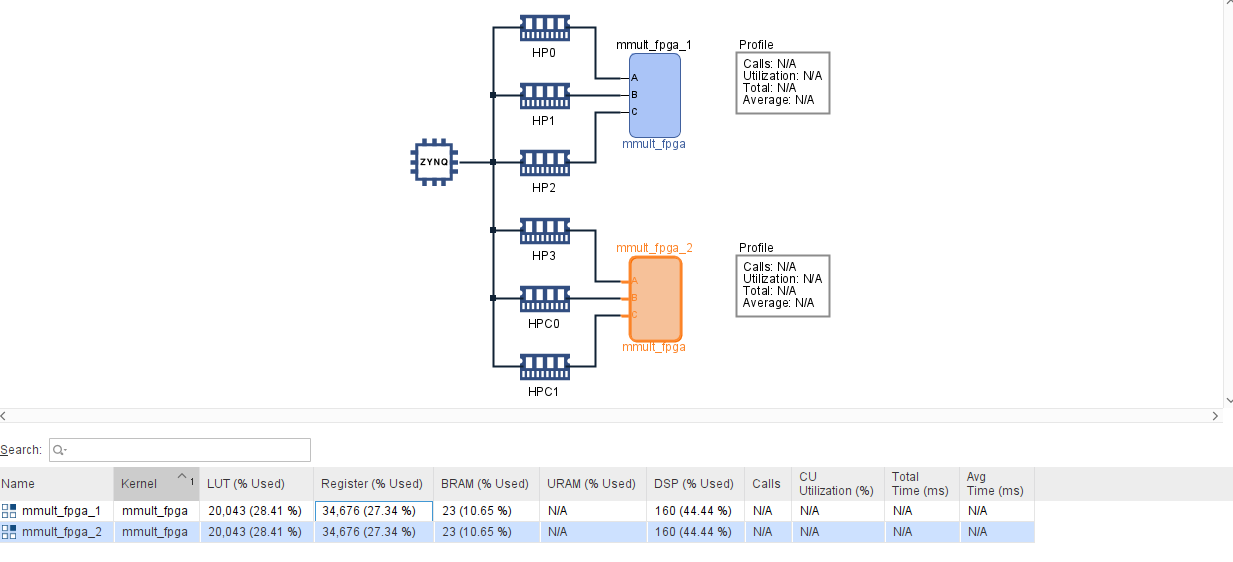 HP0
mmult_fpga_1
A
B
C
mmult_fpga
Profile
Calls: N/A
Utilization: N/A
Total: N/A
Average: N/A
HP1
ZYNQ
HP2
HP3
mmult_fpga_2
A
B
C
mmult_fpga
Profile
Calls: N/A
Utilization: N/A
Total: N/A
Average: N/A
HPC0
HPC1
Search:
Name Kernel 1 LUT (% Used) Register (% Used) BRAM (% Used) URAM (% Used) DSP (% Used) Calls CU Utilization (%) Total Time (ms) Avg Time (ms)
mmult_fpga_1 mmult_fpga 20,043 (28.41 %) 34,676 (27.34 %) 23 (10.65 %) N/A 160 (44.44 %) N/A N/A N/A N/A
mmult_fpga_2 mmult_fpga 20,043 (28.41 %) 34,676 (27.34 %) 23 (10.65 %) N/A 160 (44.44 %) N/A N/A N/A N/A